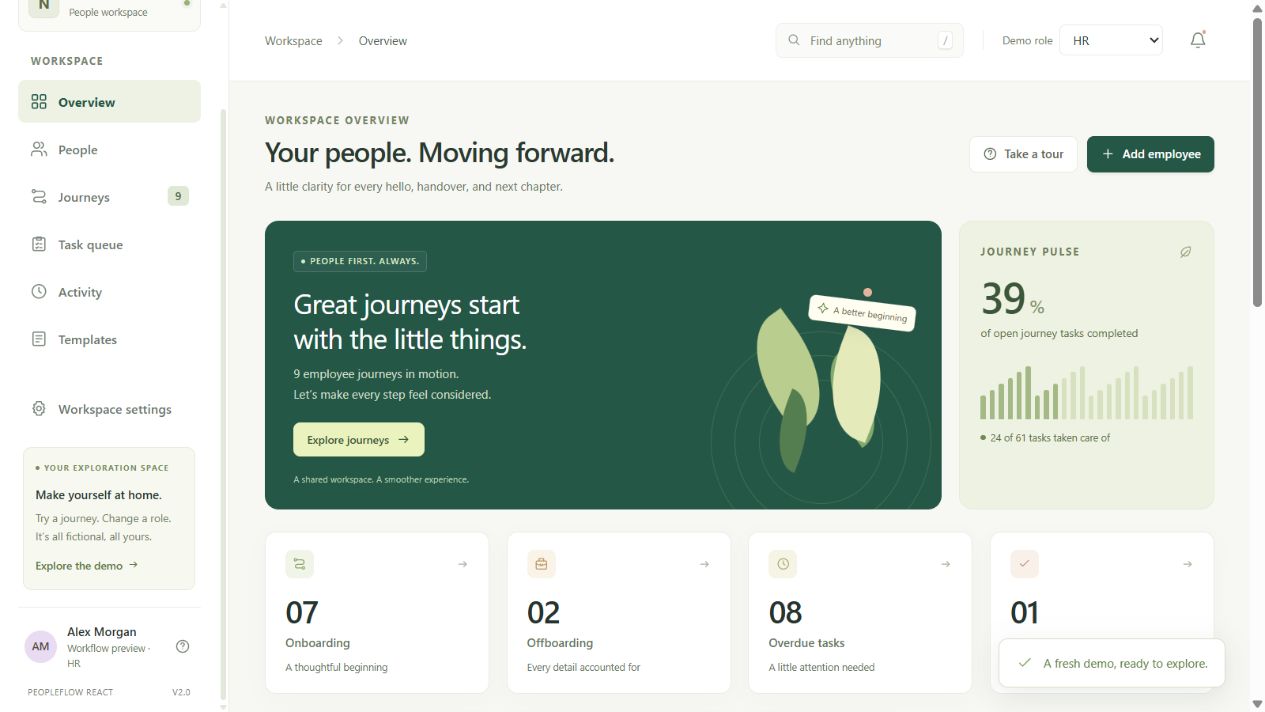 N
People workspace
WORKSPACE
Overview
People
Journeys 9
Task queue
Activity
Templates
Workspace settings
YOUR EXPLORATION SPACE
Make yourself at home.
Try a journey. Change a role.
It's all fictional, all yours.
Explore the demo →
AM
Alex Morgan
Workflow preview ·
HR
PEOPLEFLOW REACT V2.0
Workspace > Overview
Find anything /
Demo role HR
WORKSPACE OVERVIEW
Your people. Moving forward.
A little clarity for every hello, handover, and next chapter.
Take a tour
+ Add employee
PEOPLE FIRST. ALWAYS.
Great journeys start
with the little things.
9 employee journeys in motion.
Let's make every step feel considered.
Explore journeys →
A shared workspace. A smoother experience.
A better beginning
JOURNEY PULSE
39 %
of open journey tasks completed
24 of 61 tasks taken care of
07
Onboarding
A thoughtful beginning
02
Offboarding
Every detail accounted for
08
Overdue tasks
A little attention needed
01
A fresh demo, ready to explore.